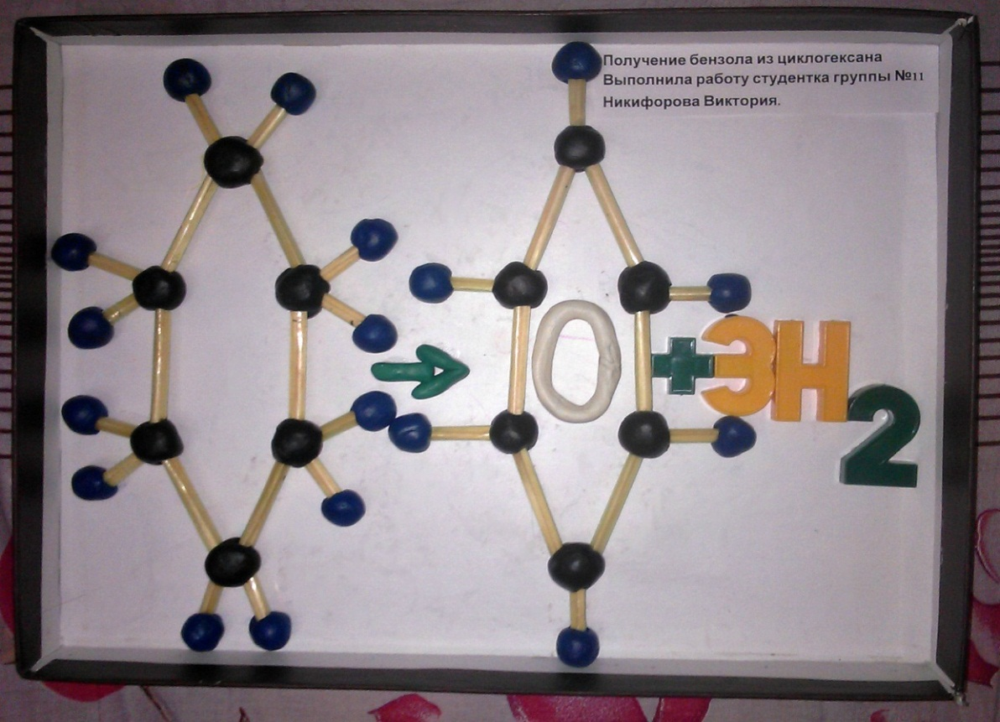 Получение бензола из циклогексана
Выполнила работу студентка группы №11
Никифорова Виктория.
+3H2